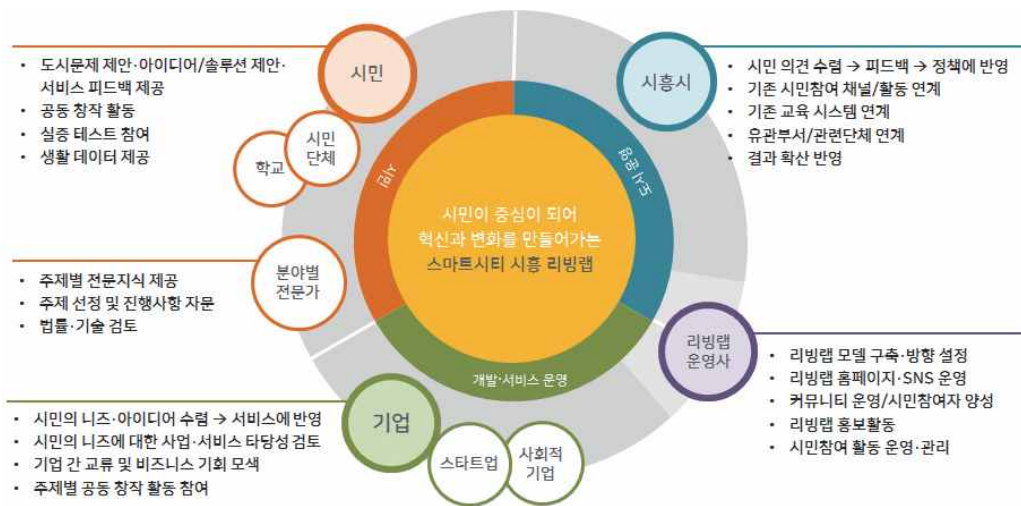 시민
• 도시문제 제안·아이디어/솔루션 제안·
서비스 피드백 제공
• 공동 창작 활동
• 실증 테스트 참여
• 생활 데이터 제공
시민
단체
학교
분야별
전문가
• 주제별 전문지식 제공
• 주제 선정 및 진행사항 자문
• 법률·기술 검토
시흥시
• 시민 의견 수렴 → 피드백 → 정책에 반영
• 기존 시민참여 채널/활동 연계
• 기존 교육 시스템 연계
• 유관부서/관련단체 연계
• 결과 확산 반영
시민
도시 공공
시민이 중심이 되어
혁신과 변화를 만들어가는
스마트시티 시흥 리빙랩
개발·서비스 운영
리빙랩
운영사
• 리빙랩 모델 구축·방향 설정
• 리빙랩 홈페이지·SNS 운영
• 커뮤니티 운영/시민참여자 양성
• 리빙랩 홍보활동
• 시민참여 활동 운영·관리
기업
• 시민의 니즈·아이디어 수렴 → 서비스에 반영
• 시민의 니즈에 대한 사업·서비스 타당성 검토
• 기업 간 교류 및 비즈니스 기회 모색
• 주제별 공동 창작 활동 참여
스타트업
사회적
기업